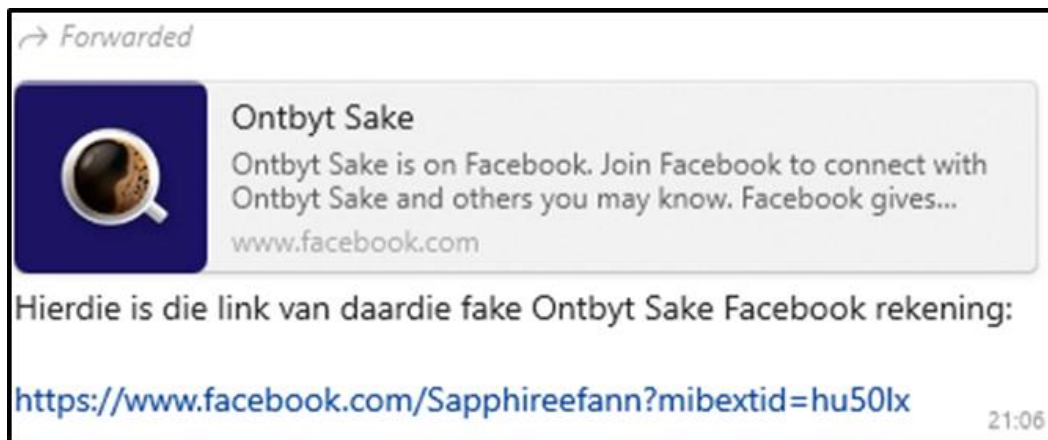 Forwarded
Ontbyt Sake
Ontbyt Sake is on Facebook. Join Facebook to connect with
Ontbyt Sake and others you may know. Facebook gives...
www.facebook.com
Hierdie is die link van daardie fake Ontbyt Sake Facebook rekening:
https://www.facebook.com/Sapphireefann?mibextid=hu50Ix
21:06